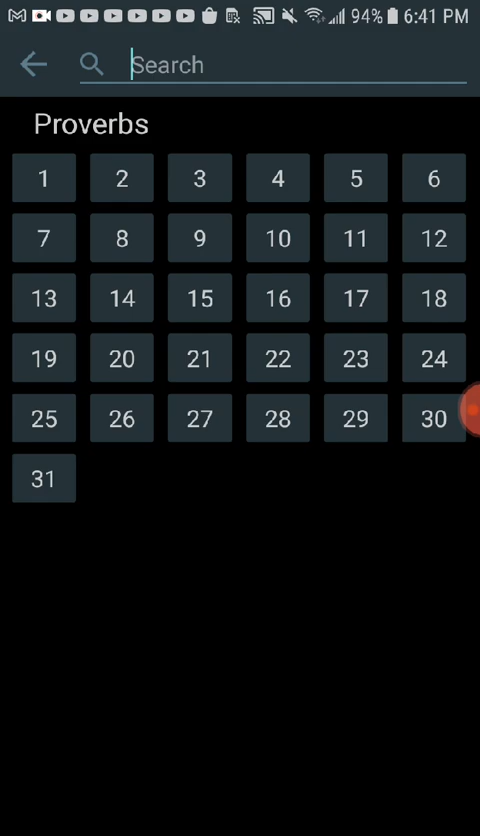 94% 6:41 PM
Search
Proverbs
1 2 3 4 5 6
7 8 9 10 11 12
13 14 15 16 17 18
19 20 21 22 23 24
25 26 27 28 29 30
31